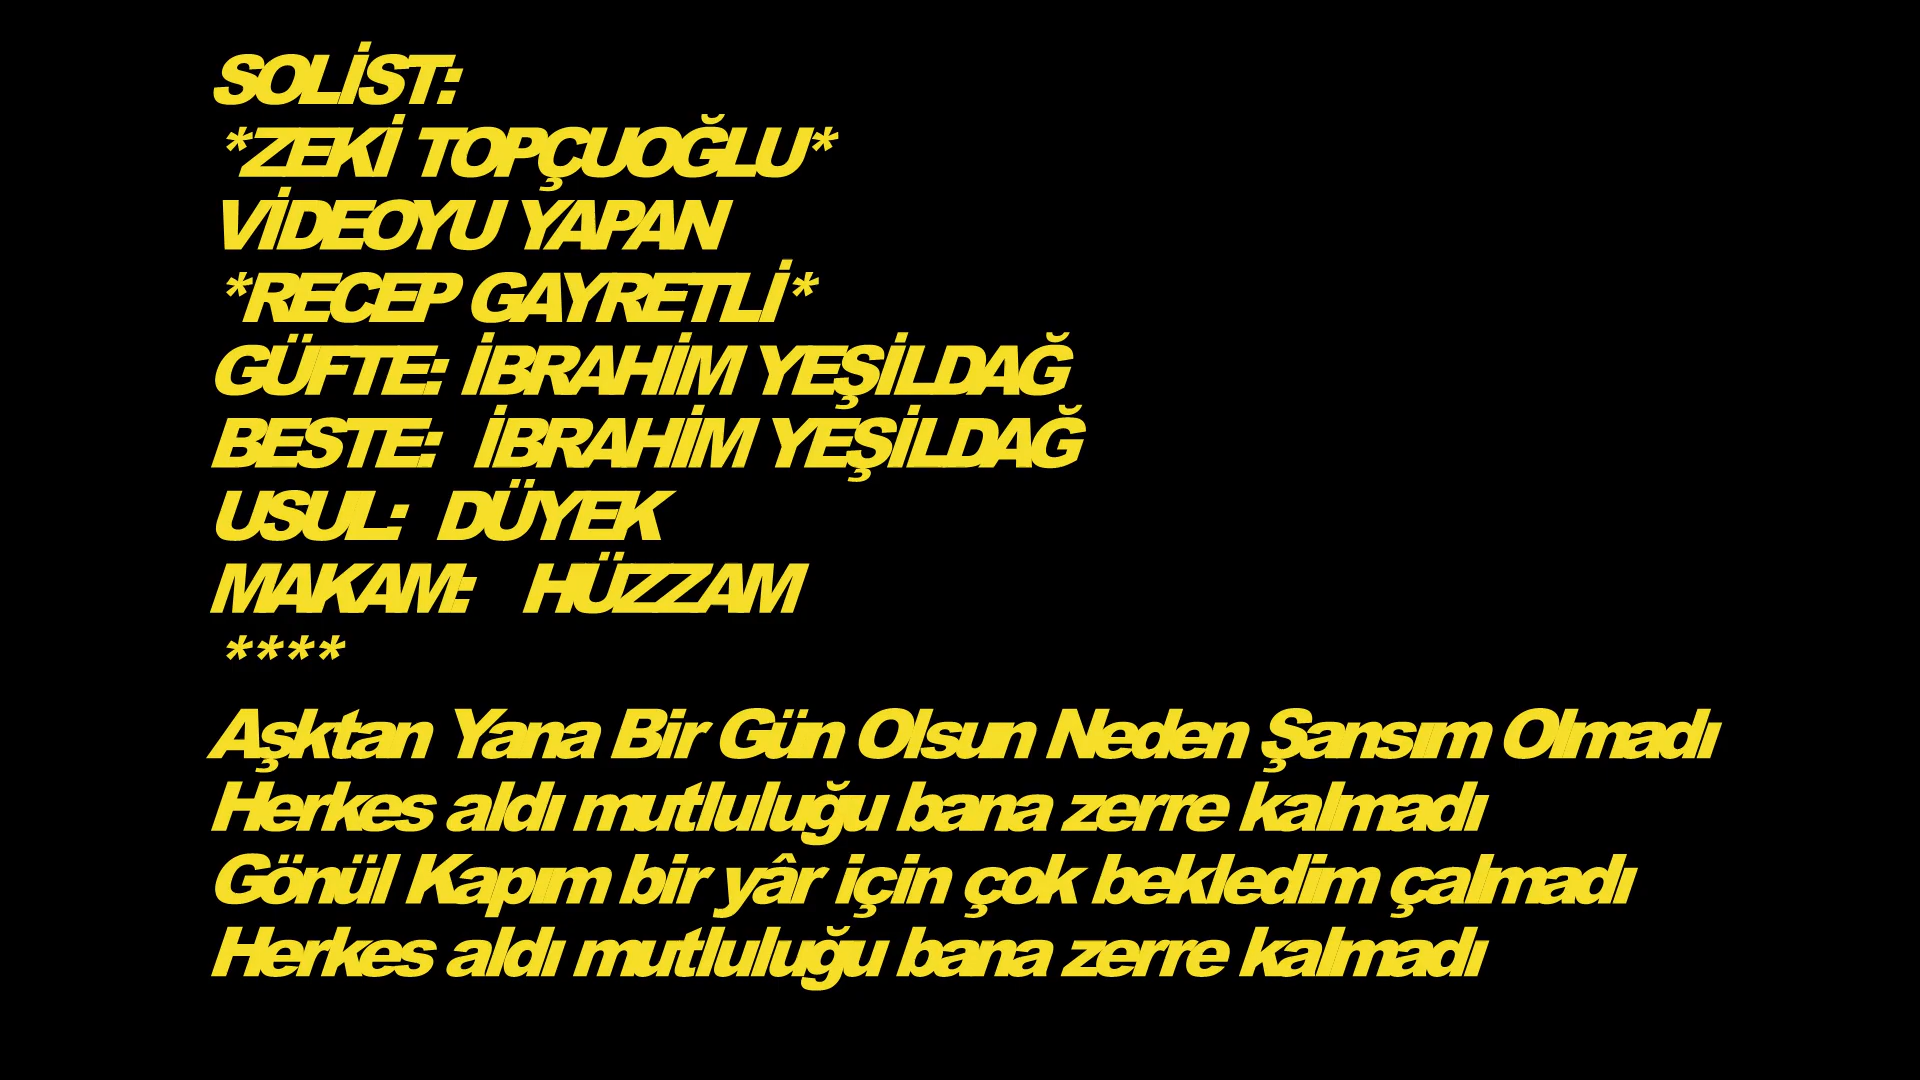 SOLİST:
*ZEKİ TOPÇUOĞLU*
VİDEOYU YAPAN
*RECEP GAYRETLİ*
GÜFTE: İBRAHİM YEŞİLDAĞ
BESTE: İBRAHİM YEŞİLDAĞ
USUL: DÜYEK
MAKAM: HÜZZAM
****
Aşktan Yana Bir Gün Olsun Neden Şansım Olmadı
Herkes aldı mutluluğu bana zerre kalmadı
Gönül Kapım bir yâr için çok bekledim çalmadı
Herkes aldı mutluluğu bana zerre kalmadı